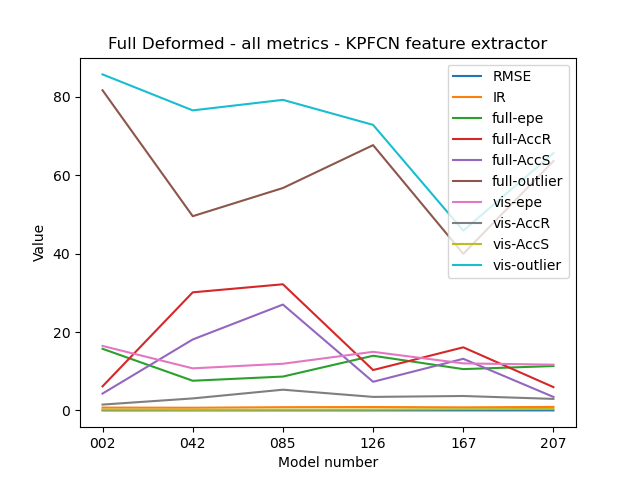 Full Deformed - all metrics - KPFCN feature extractor
RMSE
IR
full-epe
full-AccR
full-AccS
full-outlier
vis-epe
vis-AccR
vis-AccS
vis-outlier
Value
80
60
40
20
0
002 042 085 126 167 207
Model number